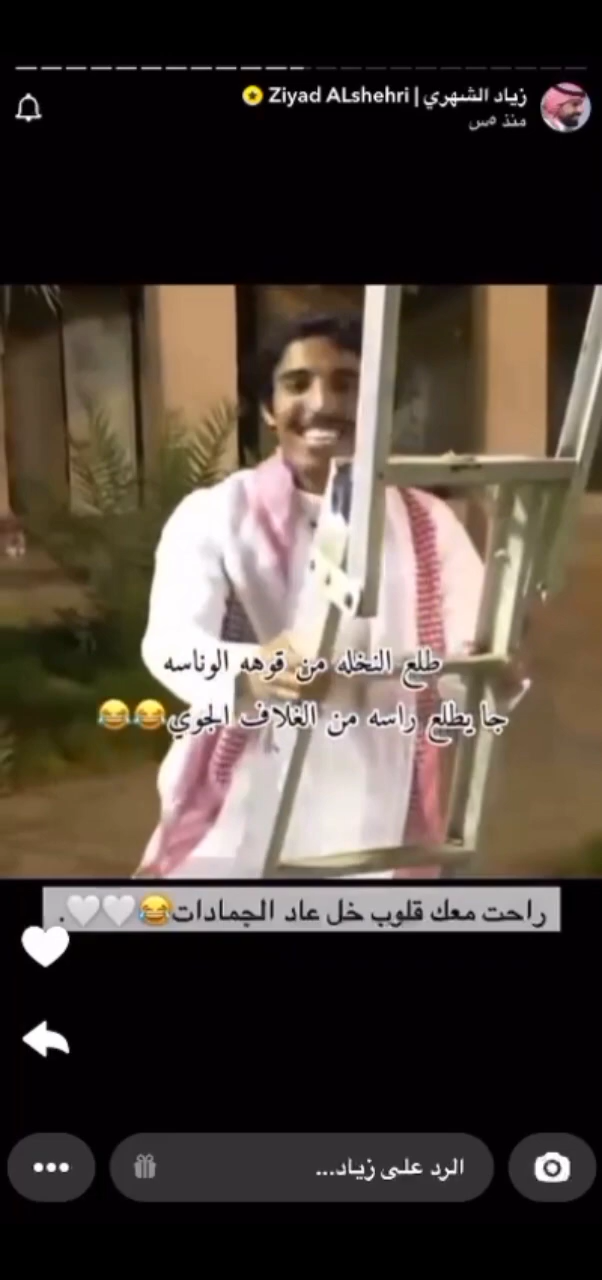 زياد الشهري | Ziyad ALshehri
منذ ٥س
طلع النخله من قوهه الوناسه
جا يطلع راسه من الغلاف الجوي😂😂
راحت معك قلوب خل عاد الجمادات😂🤍🤍.
الرد على زياد...